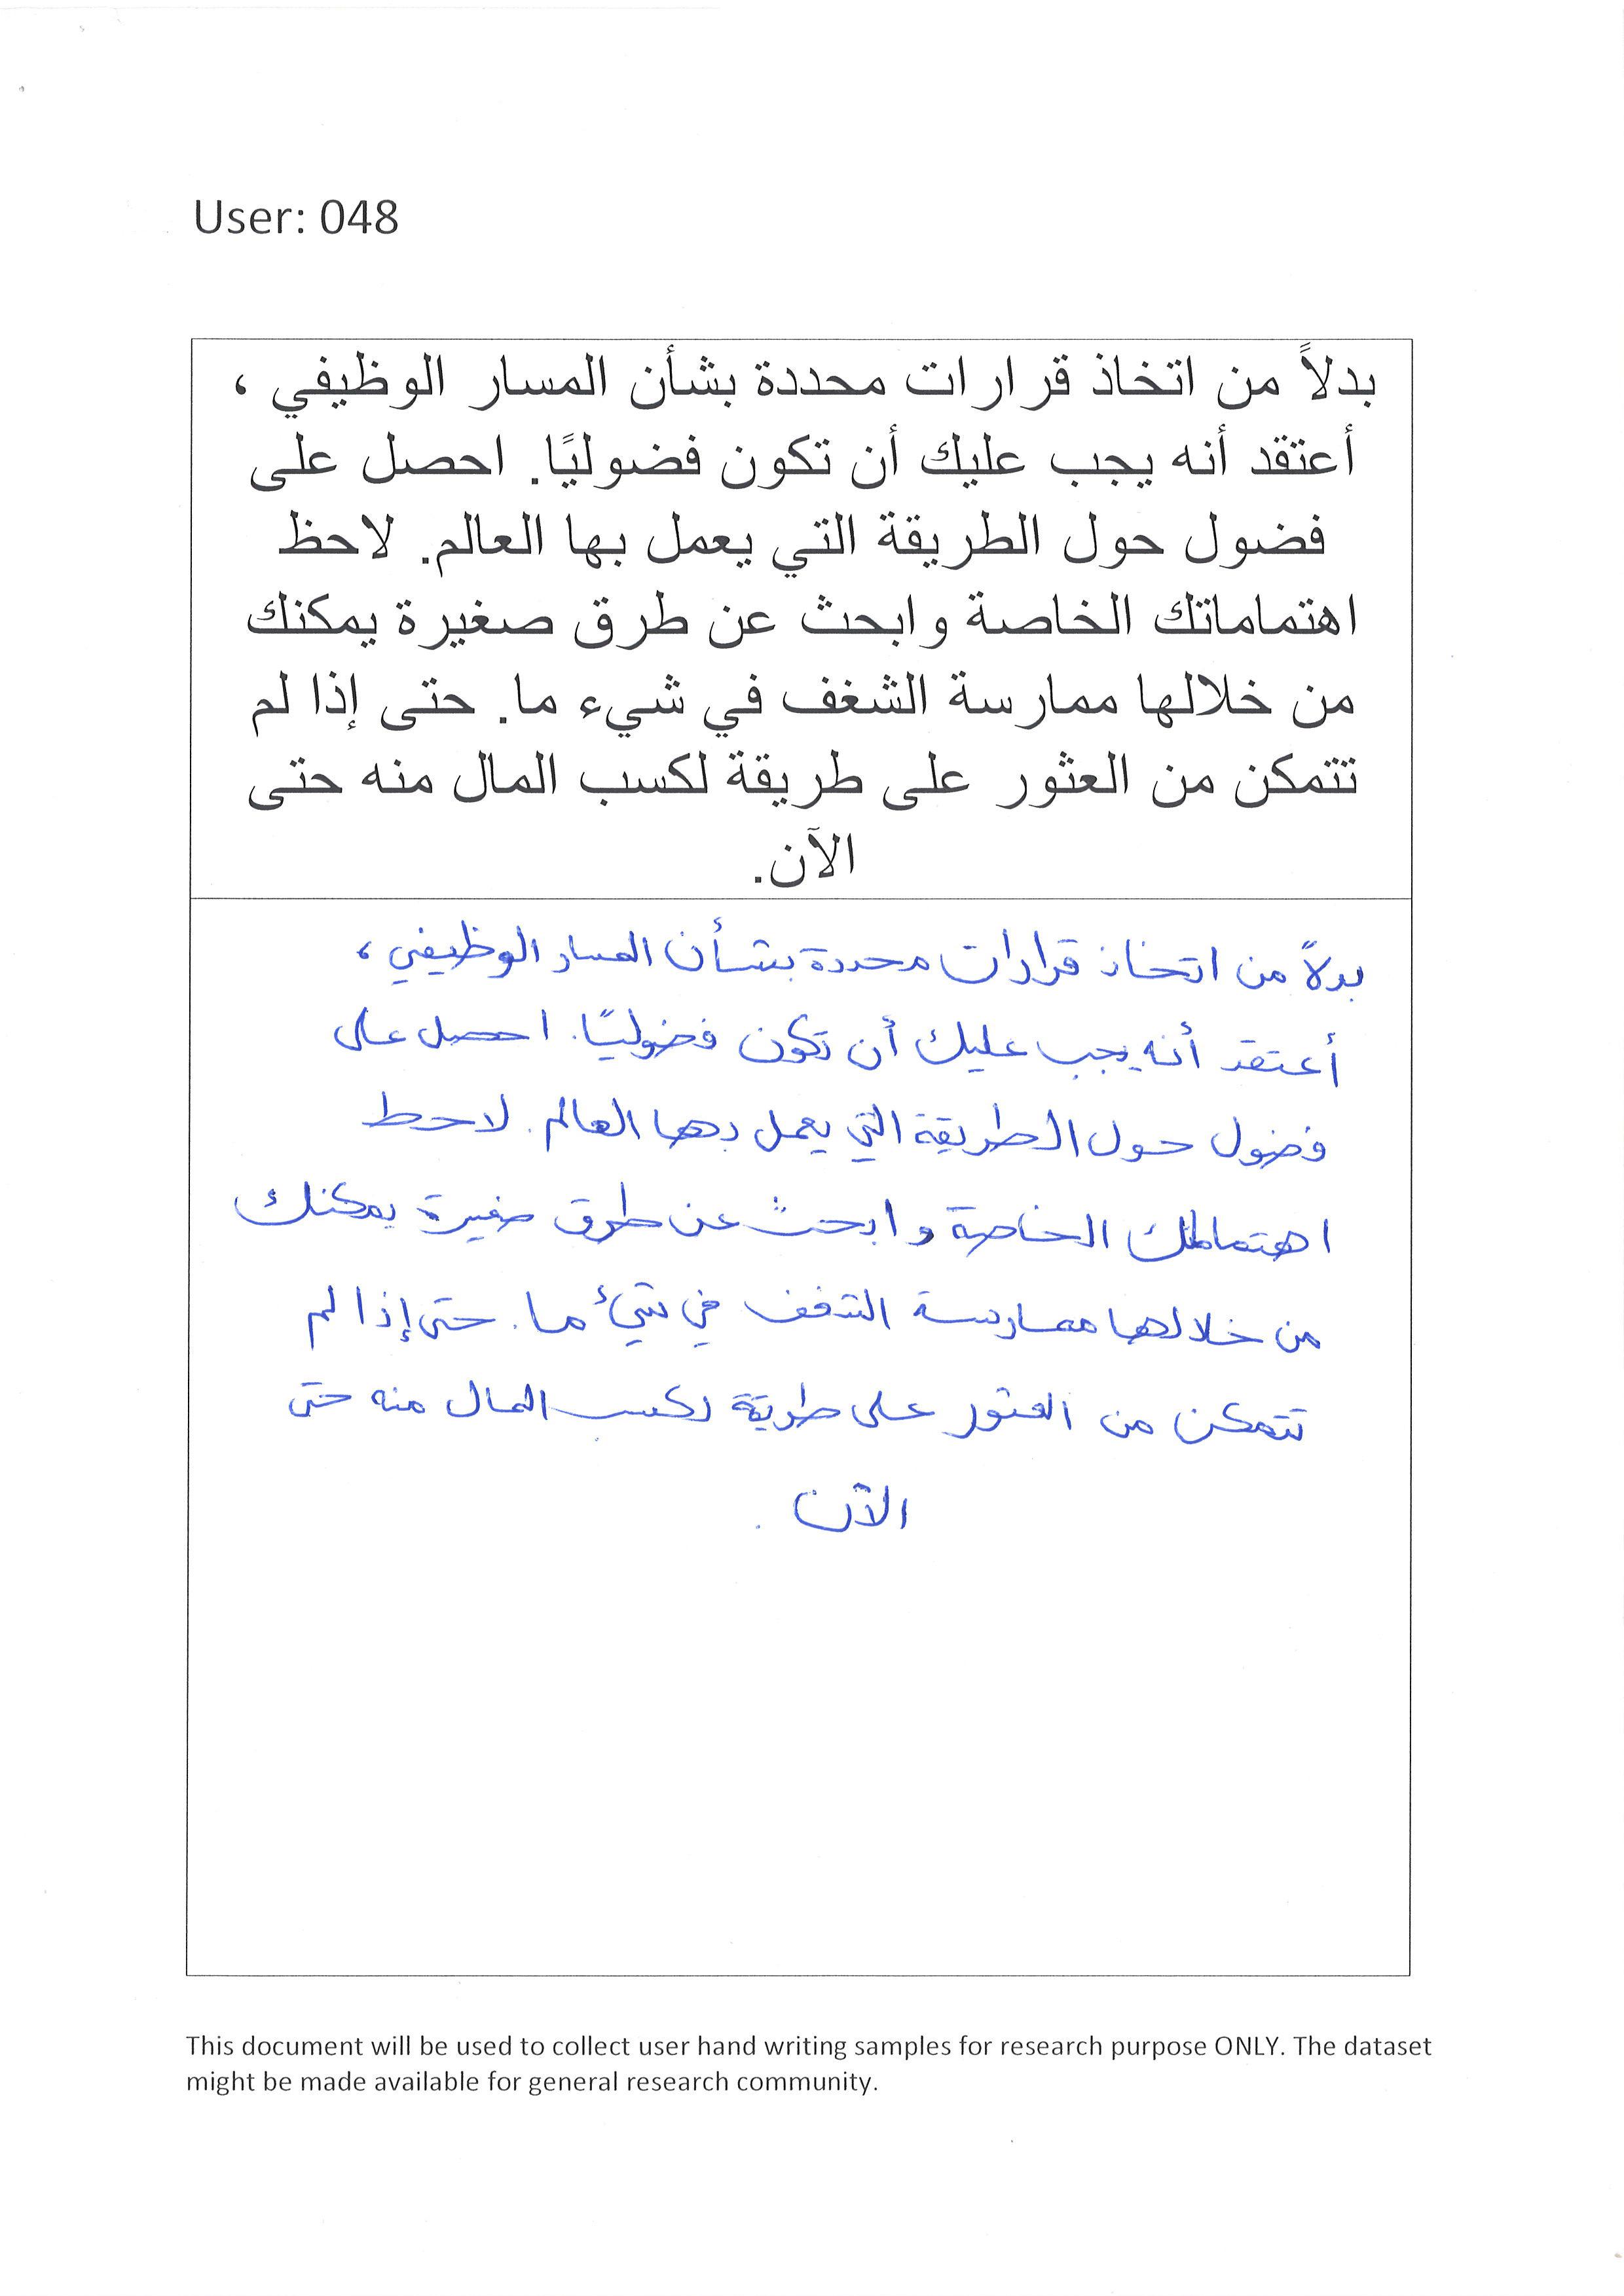 User: 048
بدلاً من اتخاذ قرارات محددة بشأن المسار الوظيفي ،
أعتقد أنه يجب عليك أن تكون فضوليًا. احصل على
فضول حول الطريقة التي يعمل بها العالم. لاحظ
اهتماماتك الخاصة وابحث عن طرق صغيرة يمكنك
من خلالها ممارسة الشغف في شيء ما. حتى إذا لم
تتمكن من العثور على طريقة لكسب المال منه حتى
الآن.
بدلاً من اتخاذ قرارات محددة بشأن المسار الوظيفي ،
أعتقد أنه يجب عليك أن تكون فضوليًا. احصل على
فضول حول الطريقة التي يعمل بها العالم. لاحط
اهتماماتك الخاصة وابحث عن طرق صغيرة يمكنك
من خلالها ممارسة الشغف في شيء ما. حتى إذا لم
تتمكن من العثور على طريقة لكسب المال منه حتى
الآن .
This document will be used to collect user hand writing samples for research purpose ONLY. The dataset
might be made available for general research community.